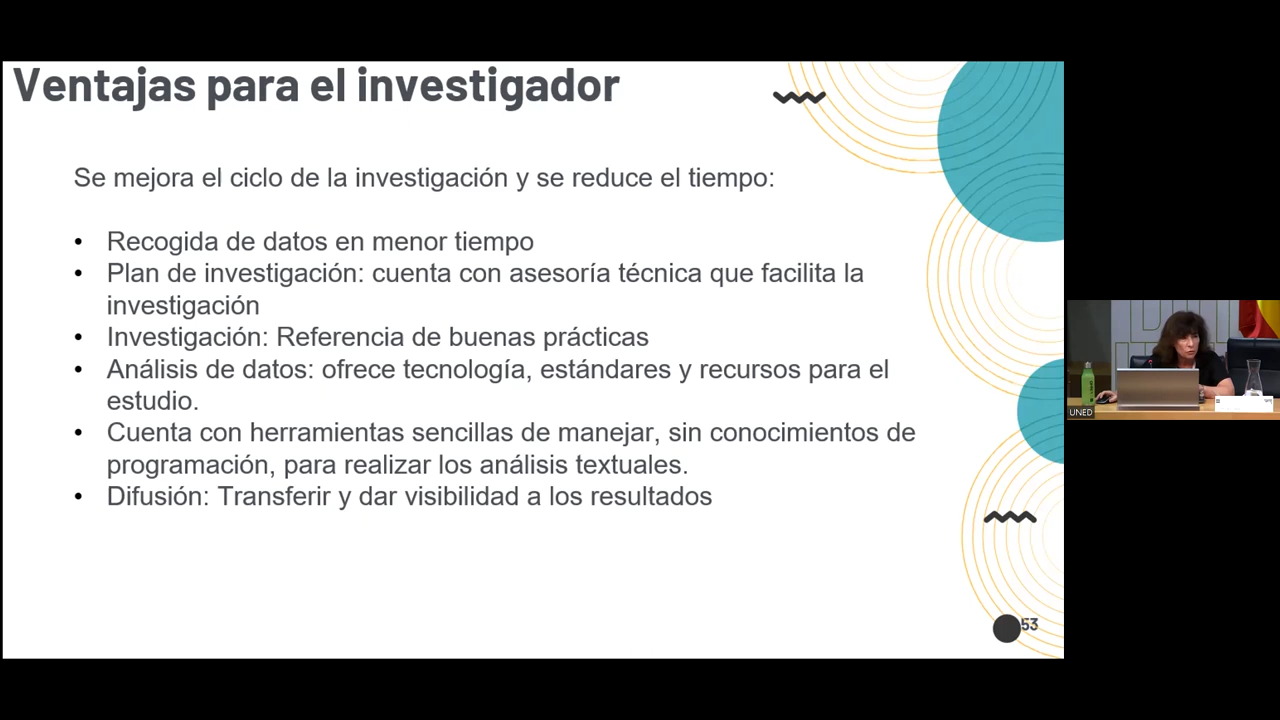 Ventajas para el investigador
Se mejora el ciclo de la investigación y se reduce el tiempo:
• Recogida de datos en menor tiempo
• Plan de investigación: cuenta con asesoría técnica que facilita la
investigación
• Investigación: Referencia de buenas prácticas
• Análisis de datos: ofrece tecnología, estándares y recursos para el
estudio.
• Cuenta con herramientas sencillas de manejar, sin conocimientos de
programación, para realizar los análisis textuales.
• Difusión: Transferir y dar visibilidad a los resultados
53
UNED